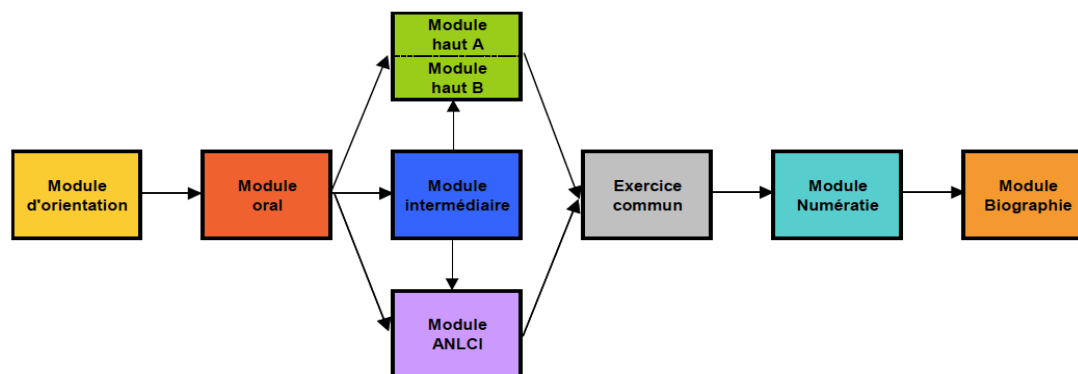 Module
haut A
Module
haut B
Module
d'orientation
Module
oral
Module
intermédiaire
Exercice
commun
Module
Numératie
Module
Biographie
Module
ANLCI